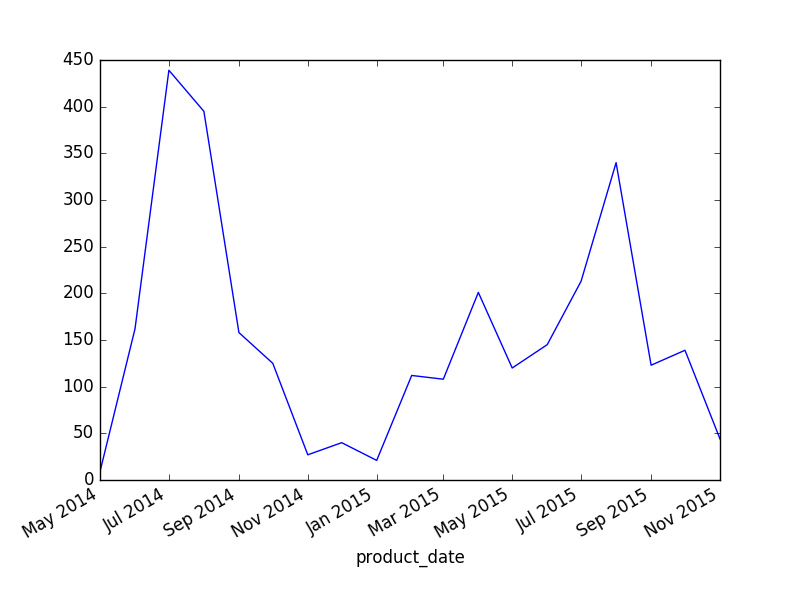 450
400
350
300
250
200
150
100
50
0
May 2014
Jul 2014
Sep 2014
Nov 2014
Jan 2015
Mar 2015
May 2015
Jul 2015
Sep 2015
Nov 2015
product_date